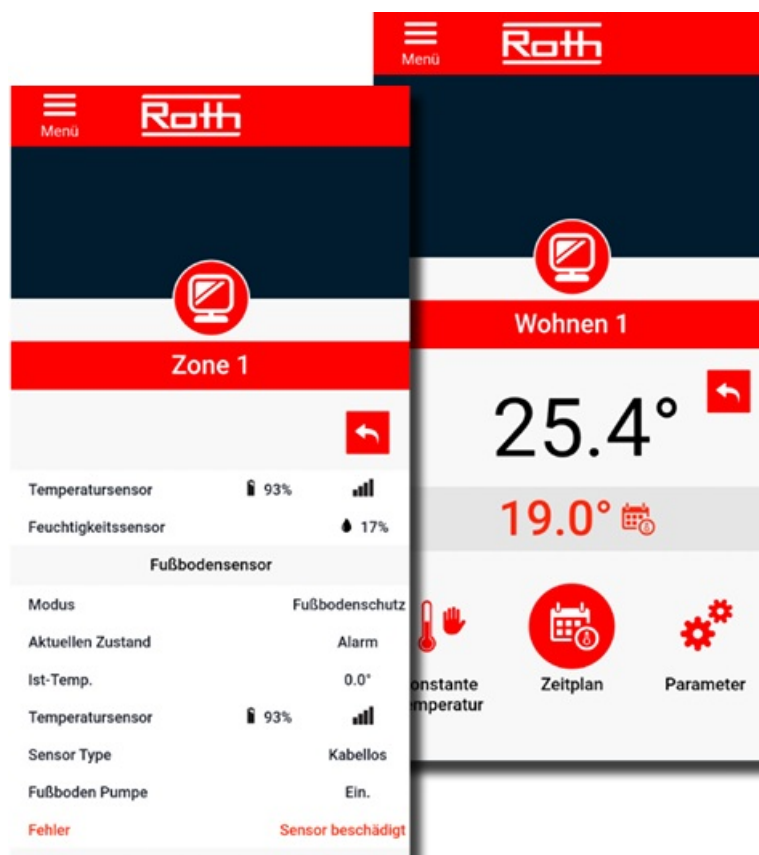 Menü Roth
Zone 1
Temperatursensor 93%
Feuchtigkeitssensor 17%
Fußbodensensor
Modus Fußbodenschutz
Aktuellen Zustand Alarm
Ist-Temp. 0.0°
Temperatursensor 93%
Sensor Type Kabellos
Fußboden Pumpe Ein.
Fehler Sensor beschädigt
Menü Roth
Wohnen 1
25.4°
19.0°
onstante Zeitplan Parameter
mperatur